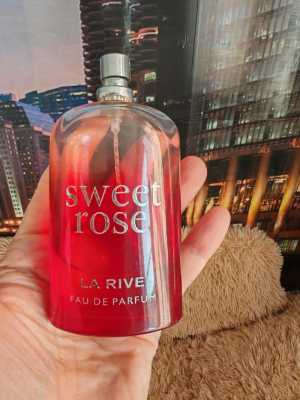 sweet
rose
LA RIVE
EAU DE PARFUM